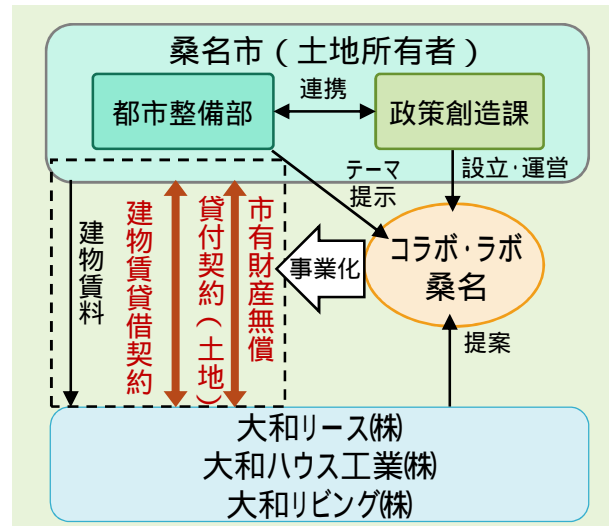 桑名市(土地所有者)
都市整備部
連携
政策創造課
テーマ
提示
設立・運営
コラボ・ラボ
桑名
事業化
提案
建物賃料
建物賃貸借契約
市有財産無償
貸付契約(土地)
大和リース㈱
大和ハウス工業㈱
大和リビング㈱